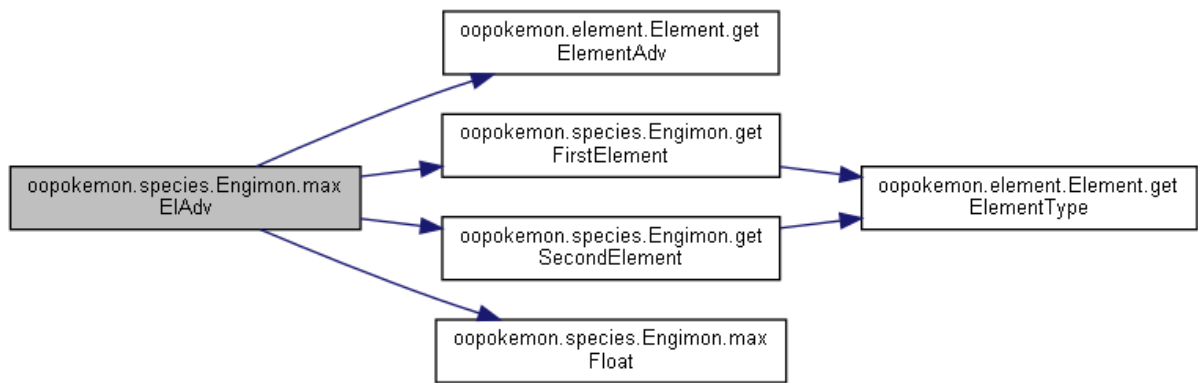 oopokemon.element.Element.get
ElementAdv
oopokemon.species.Engimon.get
FirstElement
oopokemon.species.Engimon.max
ElAdv
oopokemon.element.Element.get
ElementType
oopokemon.species.Engimon.get
SecondElement
oopokemon.species.Engimon.max
Float